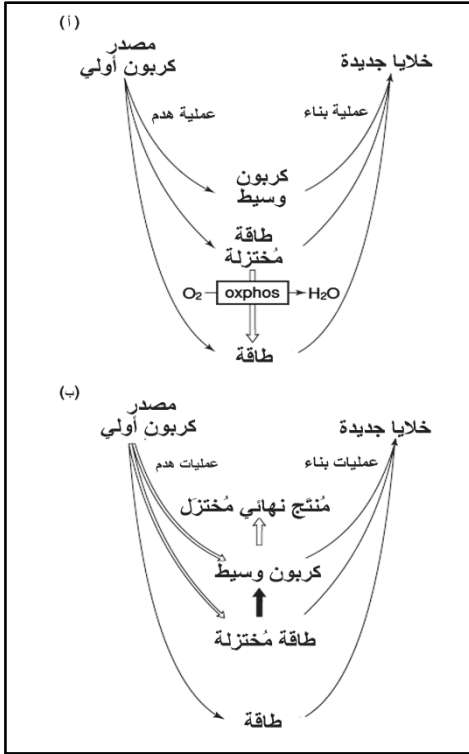 (أ)
مصدر
كربون أولي
خلايا جديدة
عملية هدم
عملية بناء
كربون
وسيط
طاقة
مُختزلة
O₂
oxphos
H₂O
طاقة
(ب)
مصدر
كربون أولي
خلايا جديدة
عمليات هدم
عمليات بناء
مُنتَج نهائي مُختزَل
كربون وسيط
طاقة مُختزلة
طاقة